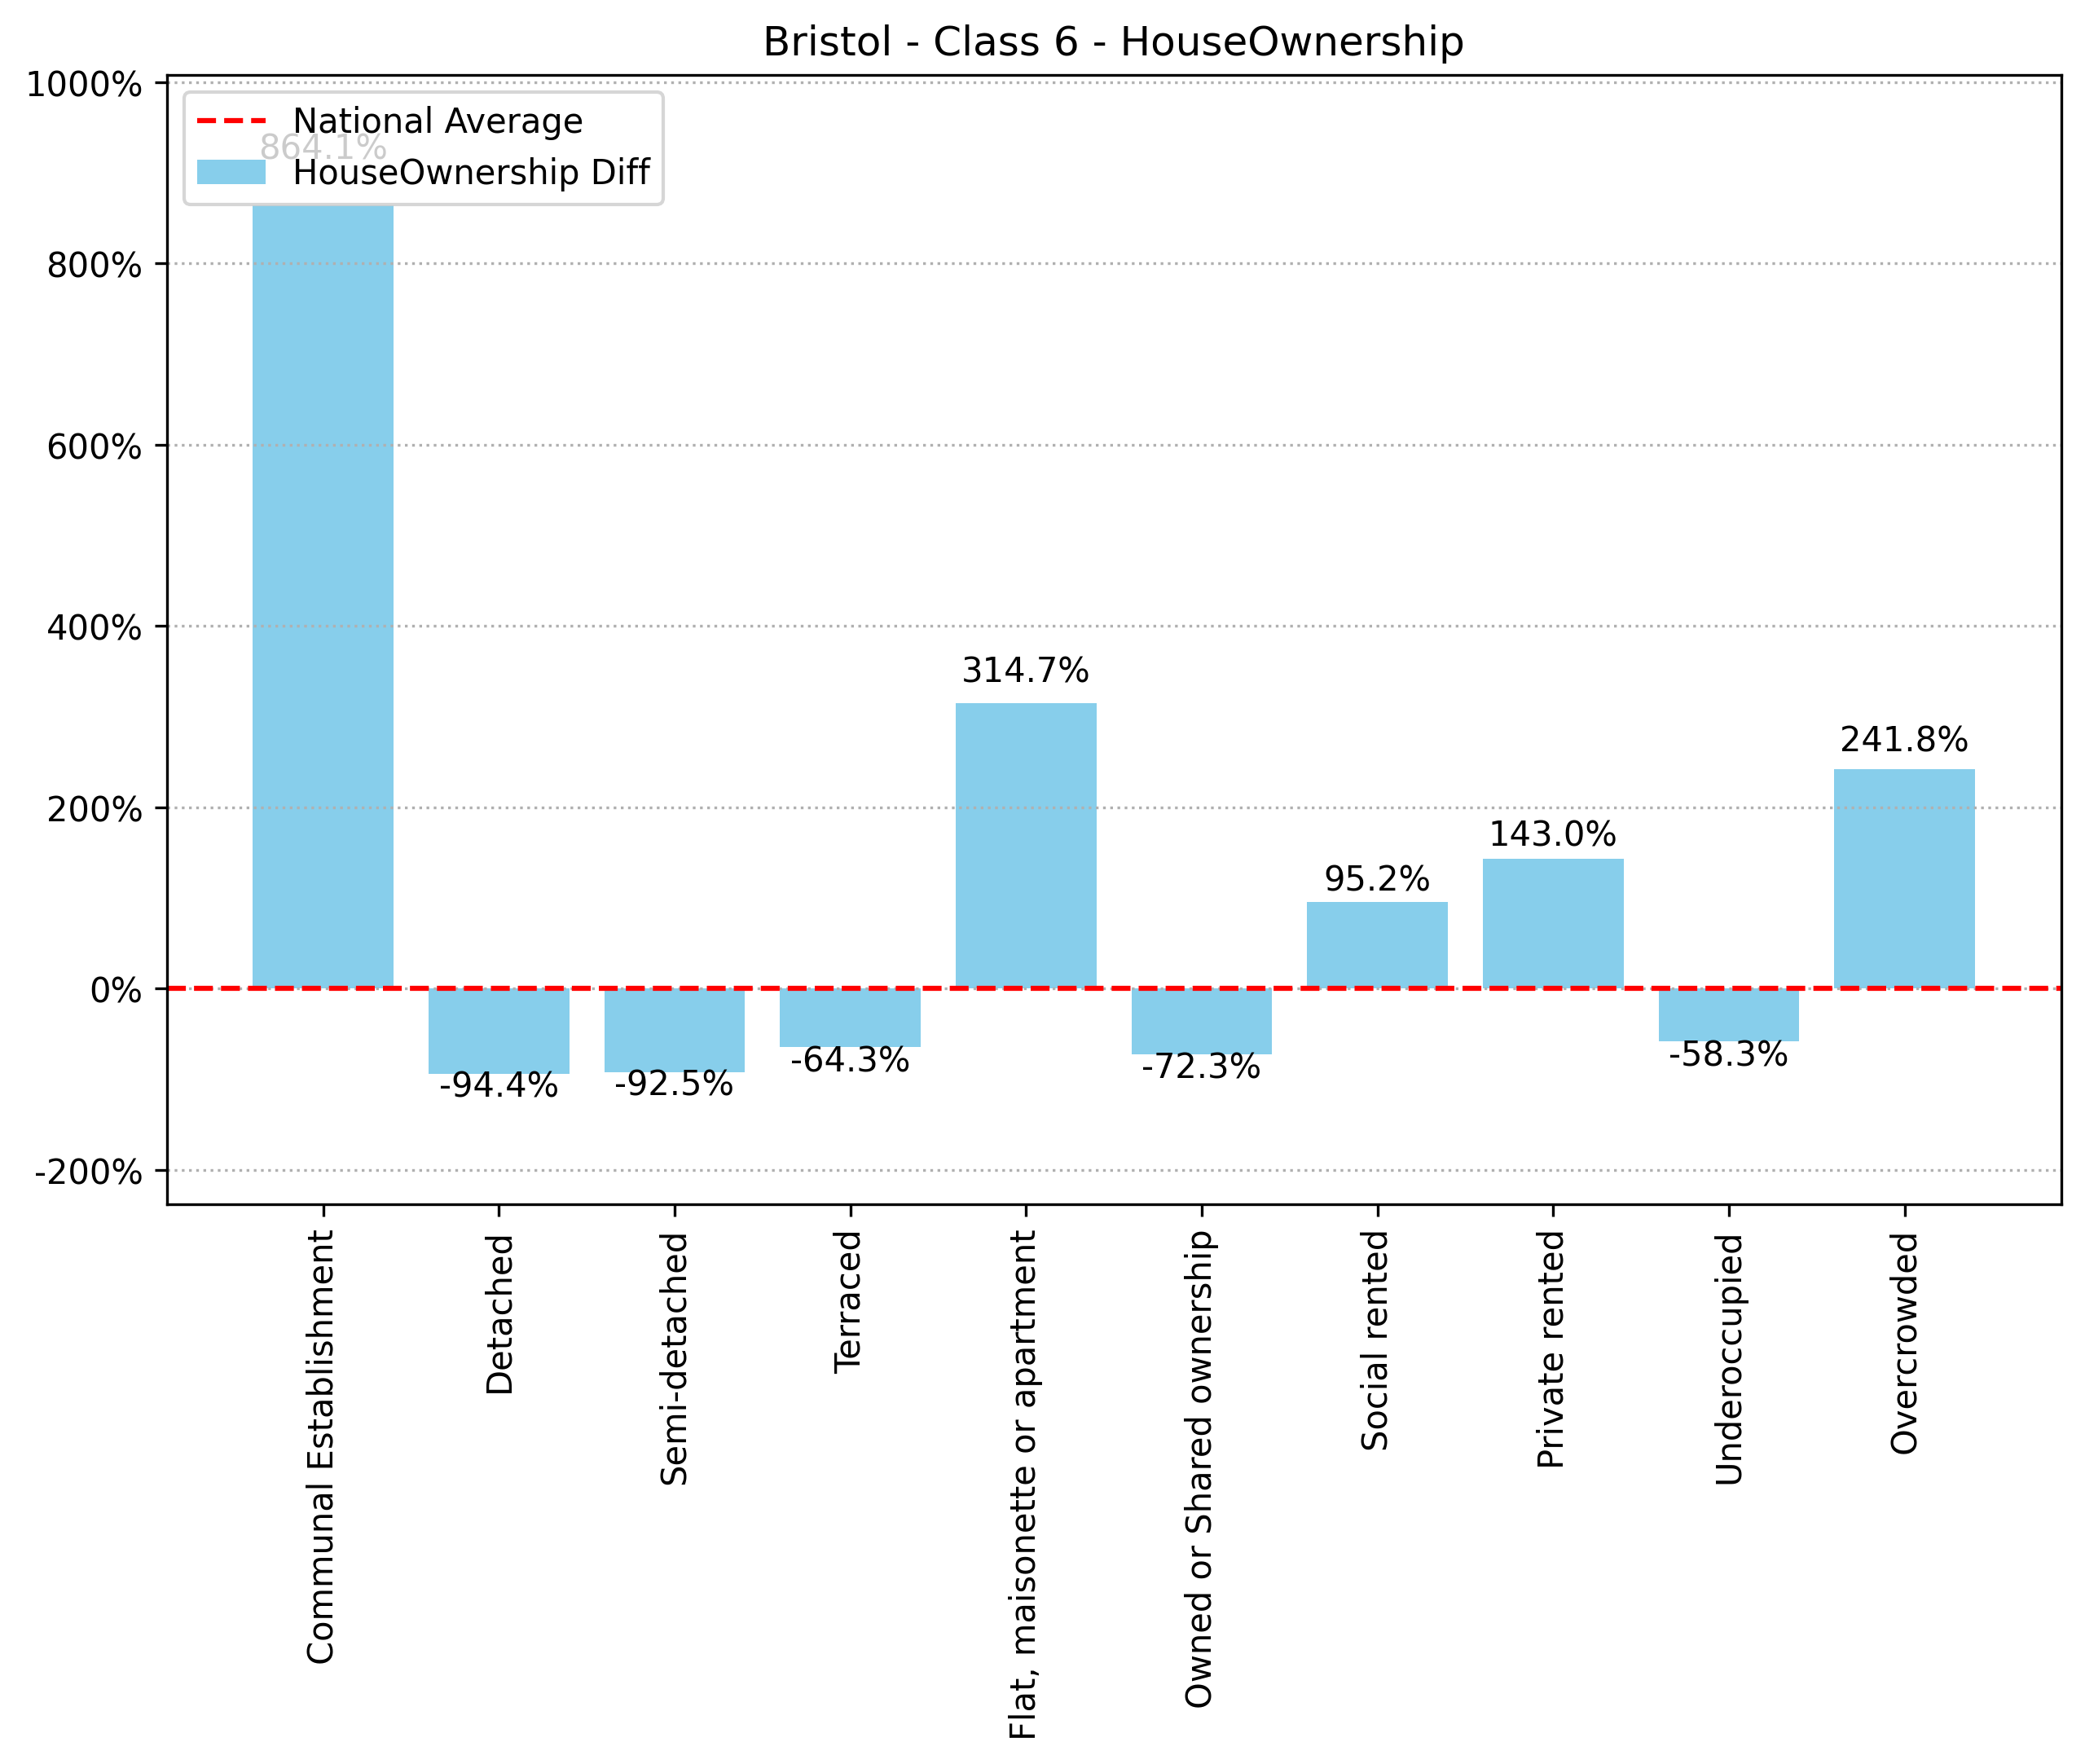 Bristol - Class 6 - HouseOwnership
1000%
800%
600%
400%
200%
0%
-200%
National Average
HouseOwnership Diff
864.1%
-94.4%
-92.5%
-64.3%
314.7%
-72.3%
95.2%
143.0%
-58.3%
241.8%
Communal Establishment
Detached
Semi-detached
Terraced
Flat, maisonette or apartment
Owned or Shared ownership
Social rented
Private rented
Underoccupied
Overcrowded